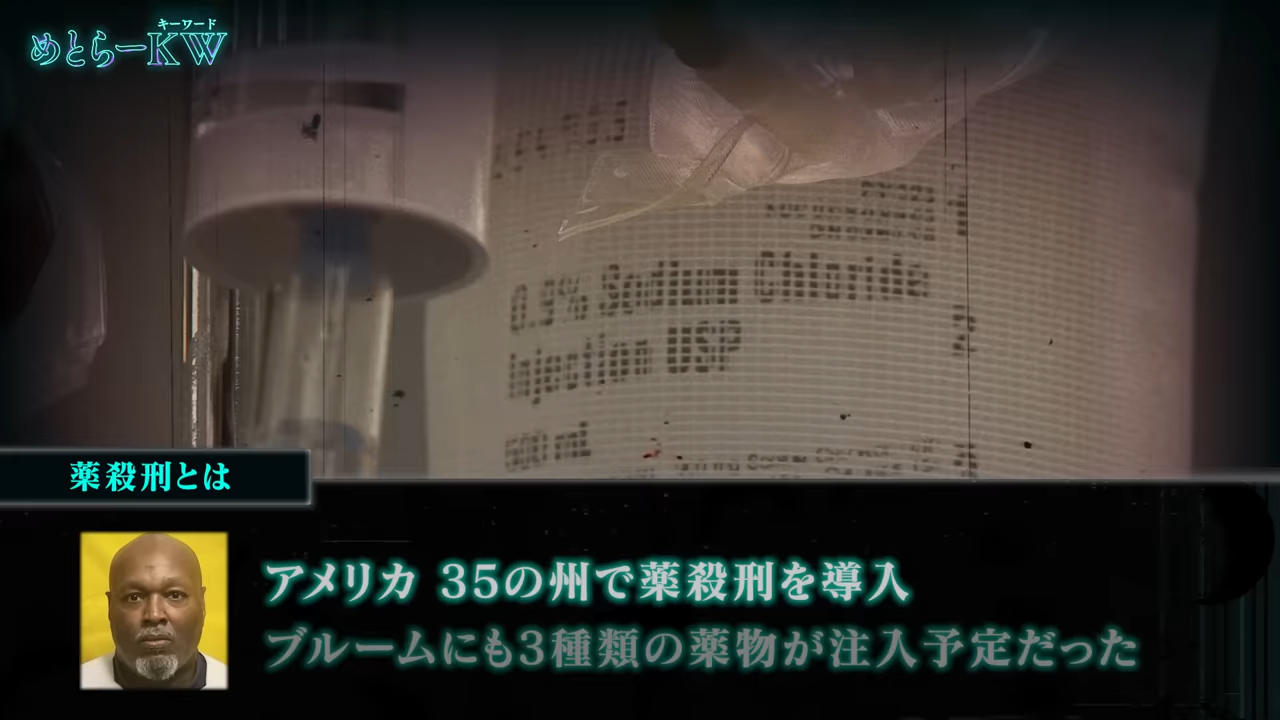 キーワード
めとらーKW
0.9% Sodium Chloride
Injection USP
500 mL
薬殺刑とは
アメリカ 35の州で薬殺刑を導入
ブルームにも3種類の薬物が注入予定だった